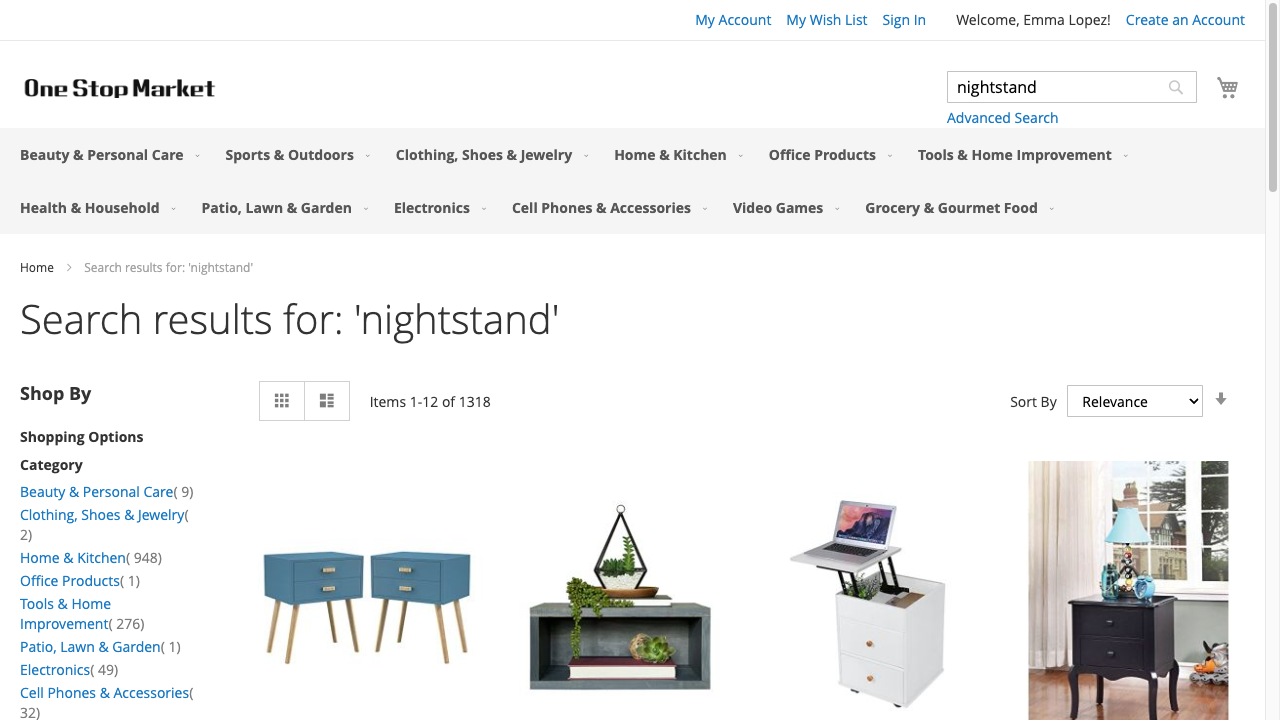 My Account My Wish List Sign In Welcome, Emma Lopez! Create an Account
One Stop Market
nightstand
Advanced Search
Beauty & Personal Care Sports & Outdoors Clothing, Shoes & Jewelry Home & Kitchen Office Products Tools & Home Improvement
Health & Household Patio, Lawn & Garden Electronics Cell Phones & Accessories Video Games Grocery & Gourmet Food
Home Search results for: 'nightstand'
Search results for: 'nightstand'
Shop By
Items 1-12 of 1318
Sort By Relevance
Shopping Options
Category
Beauty & Personal Care( 9)
Clothing, Shoes & Jewelry(
2)
Home & Kitchen( 948)
Office Products( 1)
Tools & Home
Improvement( 276)
Patio, Lawn & Garden( 1)
Electronics( 49)
Cell Phones & Accessories(
32)